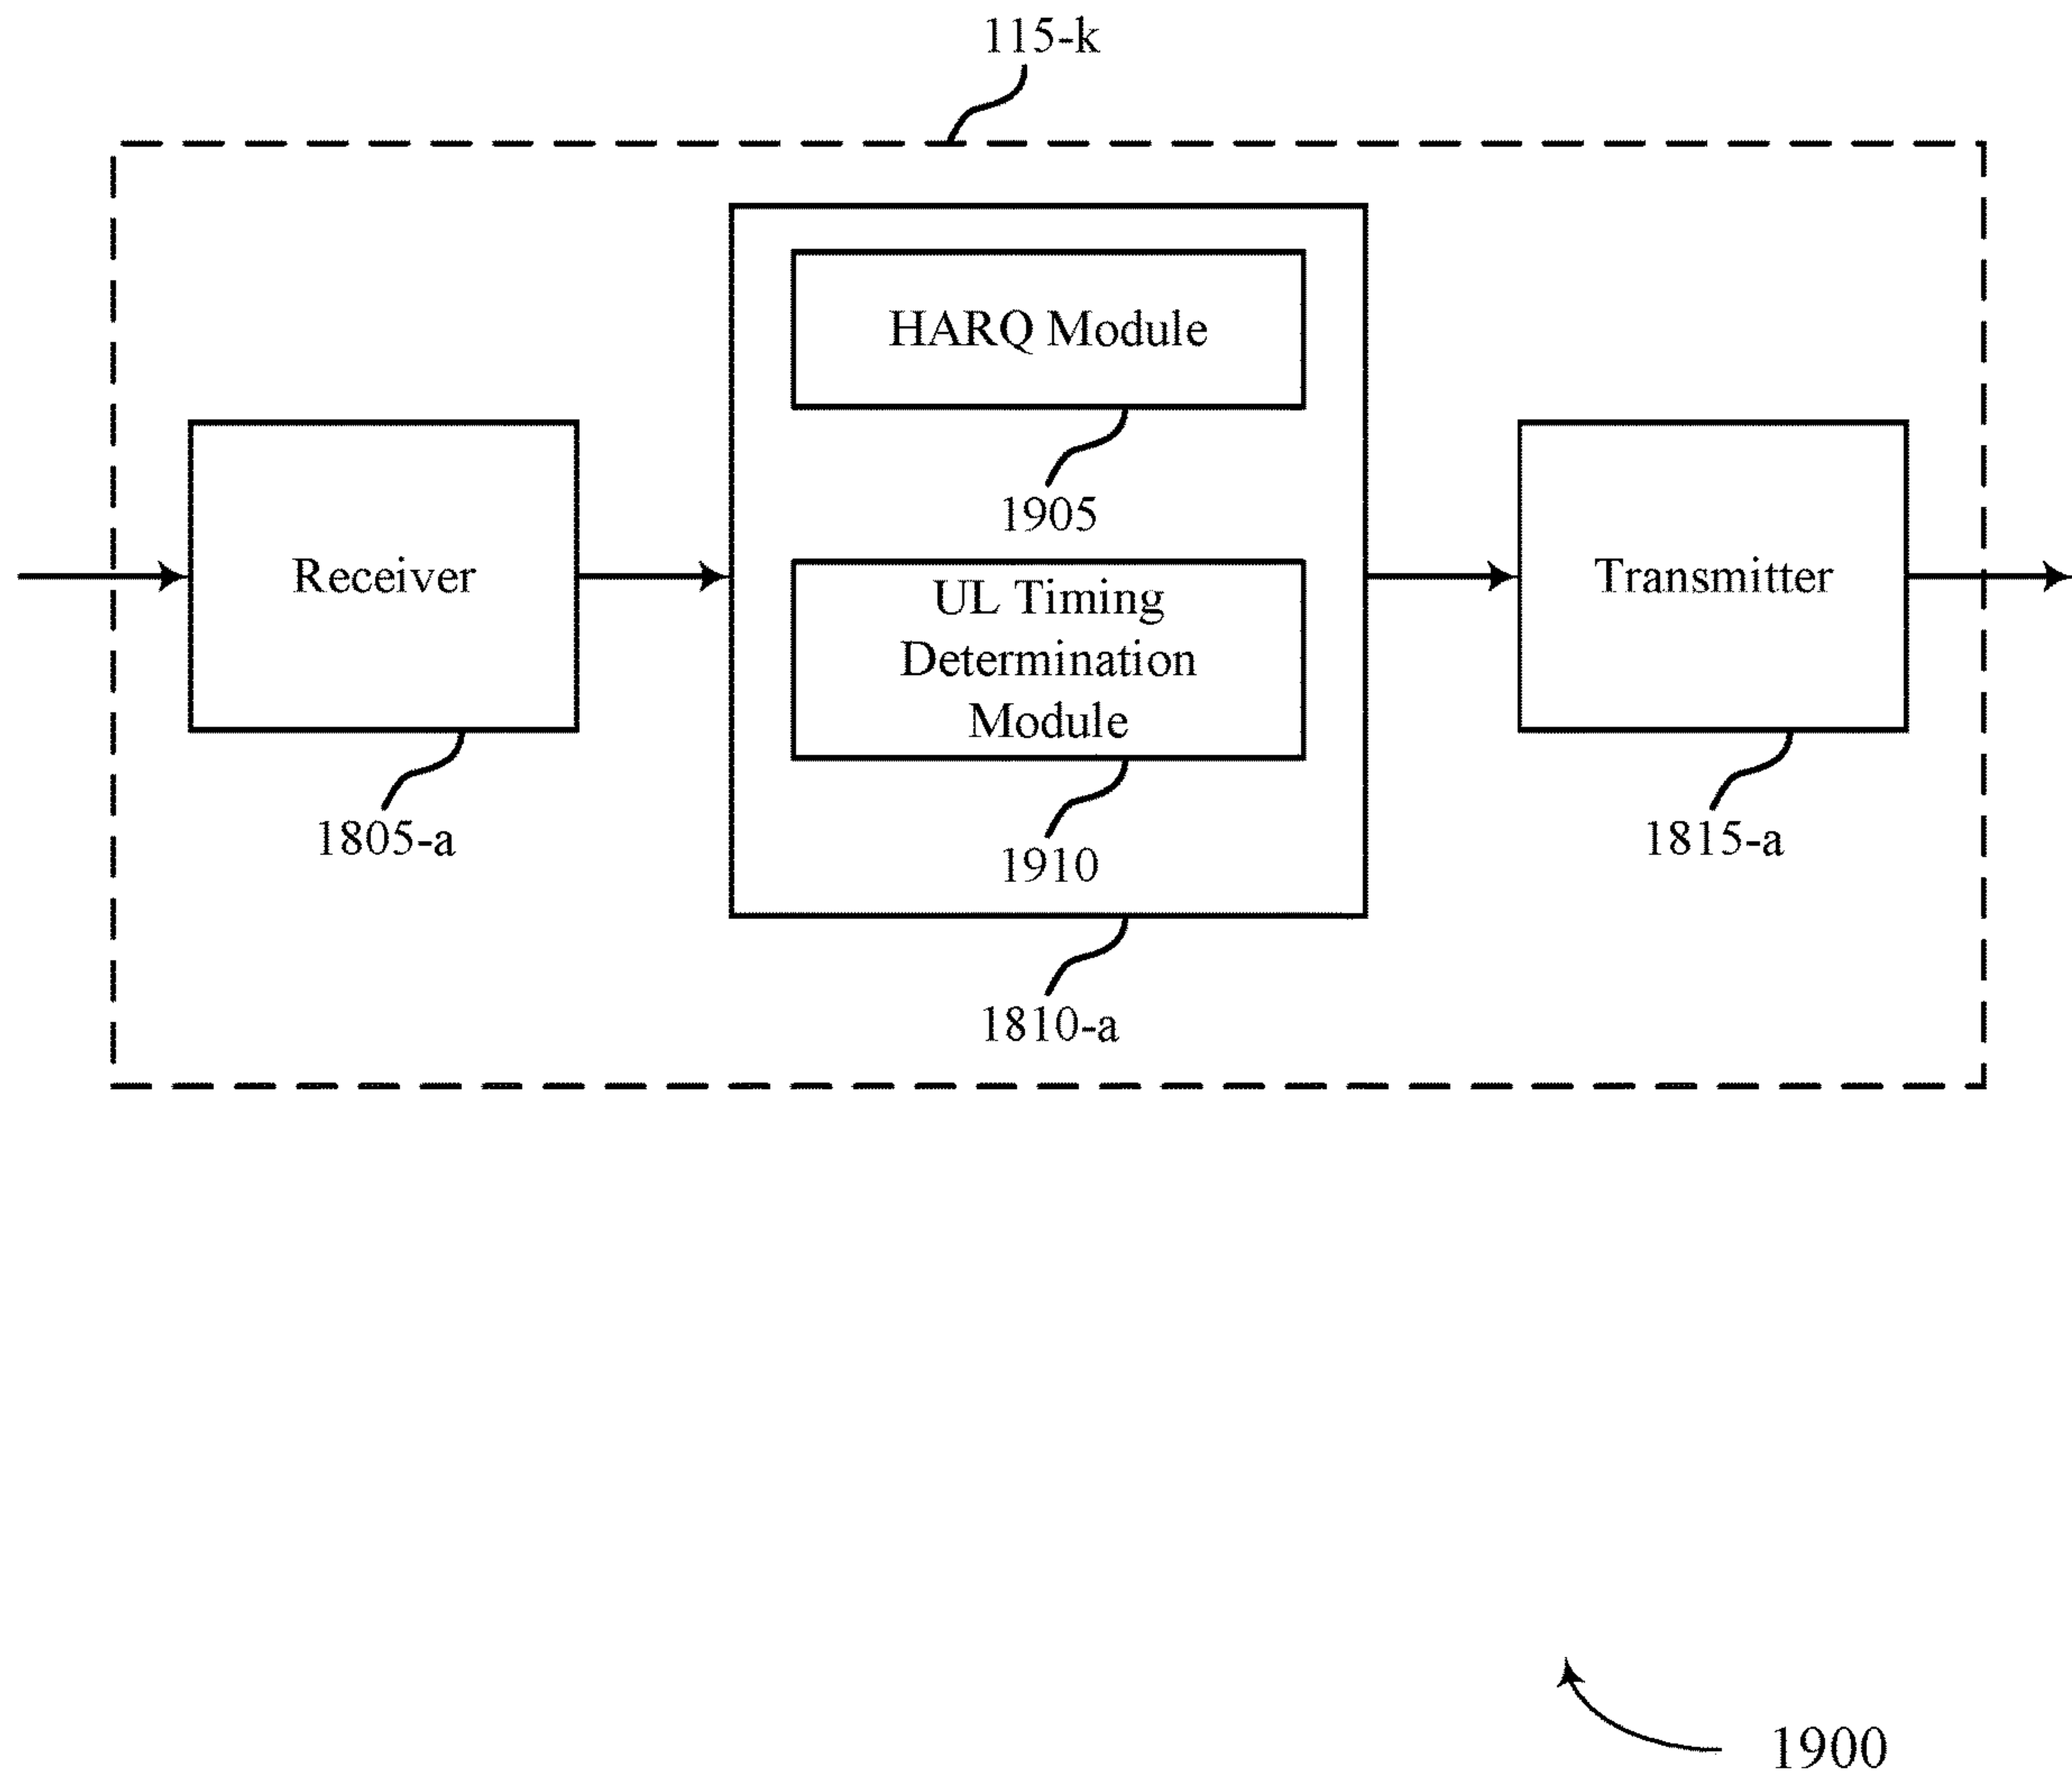 115-k
HARQ Module
1905
Receiver
UL Timing
Determination
Module
Transmitter
1805-a
1910
1815-a
1810-a
1900